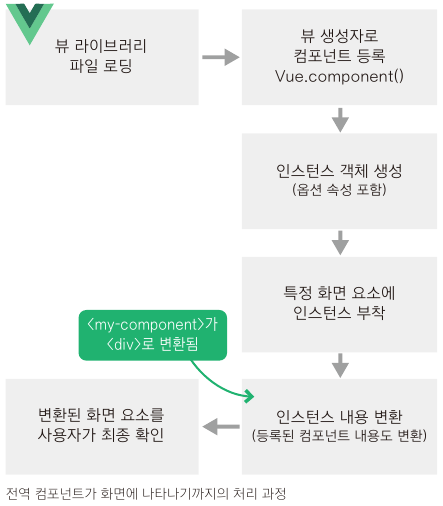 뷰 라이브러리
파일 로딩
뷰 생성자로
컴포넌트 등록
Vue.component()
인스턴스 객체 생성
(옵션 속성 포함)
특정 화면 요소에
인스턴스 부착
<my-component>가
<div>로 변환됨
인스턴스 내용 변환
(등록된 컴포넌트 내용도 변환)
변환된 화면 요소를
사용자가 최종 확인
전역 컴포넌트가 화면에 나타나기까지의 처리 과정